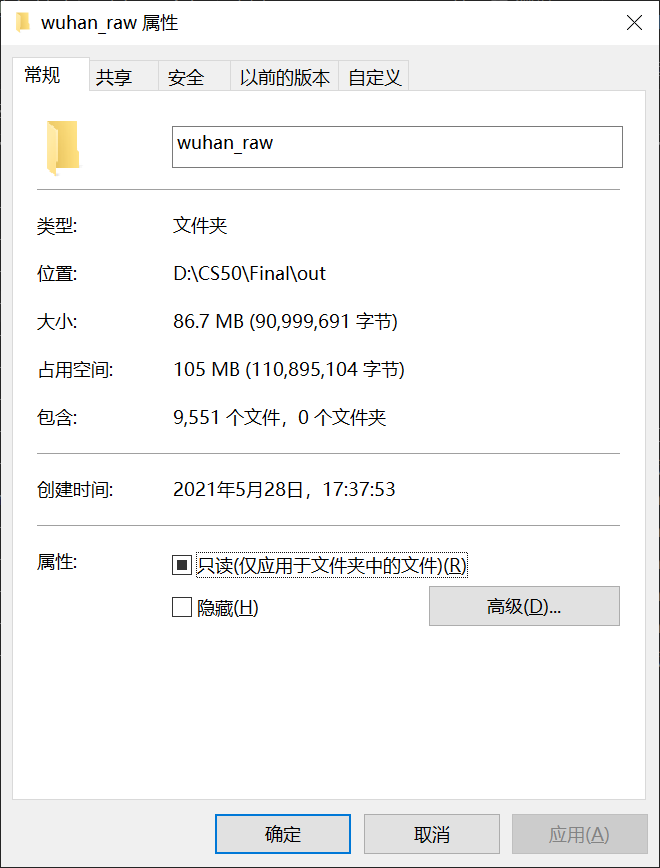 wuhan_raw 属性
常规 共享 安全 以前的版本 自定义
wuhan_raw
类型: 文件夹
位置: D:\CS50\Final\out
大小: 86.7 MB (90,999,691 字节)
占用空间: 105 MB (110,895,104 字节)
包含: 9,551 个文件，0 个文件夹
创建时间: 2021年5月28日，17:37:53
属性: 只读(仅应用于文件夹中的文件)(R)
隐藏(H) 高级(D)...
确定 取消 应用(A)